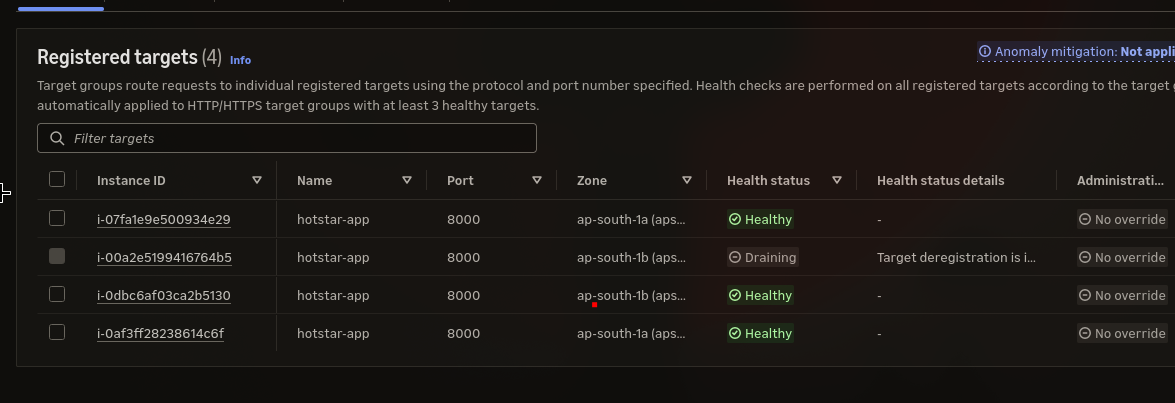 Registered targets (4) Info
Anomaly mitigation: Not appli
Target groups route requests to individual registered targets using the protocol and port number specified. Health checks are performed on all registered targets according to the target
automatically applied to HTTP/HTTPS target groups with at least 3 healthy targets.
Filter targets
Instance ID Name Port Zone Health status Health status details Administrati...
i-07fa1e9e500934e29 hotstar-app 8000 ap-south-1a (aps... Healthy - No override
i-00a2e5199416764b5 hotstar-app 8000 ap-south-1b (aps... Draining Target deregistration is i... No override
i-0dbc6af03ca2b5130 hotstar-app 8000 ap-south-1b (aps... Healthy - No override
i-0af3ff28238614c6f hotstar-app 8000 ap-south-1a (aps... Healthy - No override